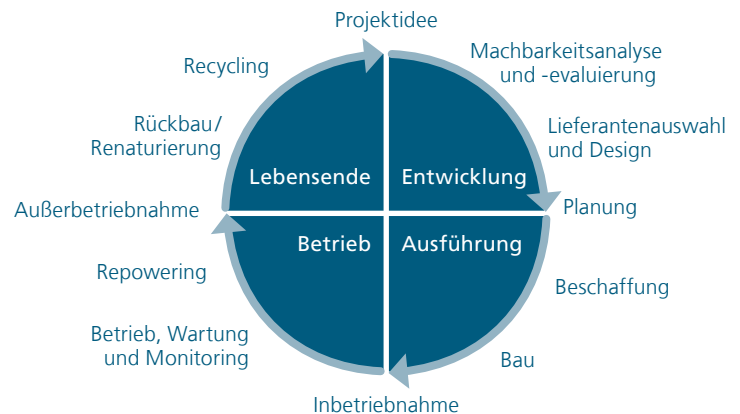 Projektidee
Machbarkeitsanalyse
und -evaluierung
Lieferantenauswahl
und Design
Planung
Beschaffung
Bau
Inbetriebnahme
Betrieb, Wartung
und Monitoring
Repowering
Außerbetriebnahme
Rückbau/
Renaturierung
Recycling
Lebensende
Entwicklung
Betrieb
Ausführung